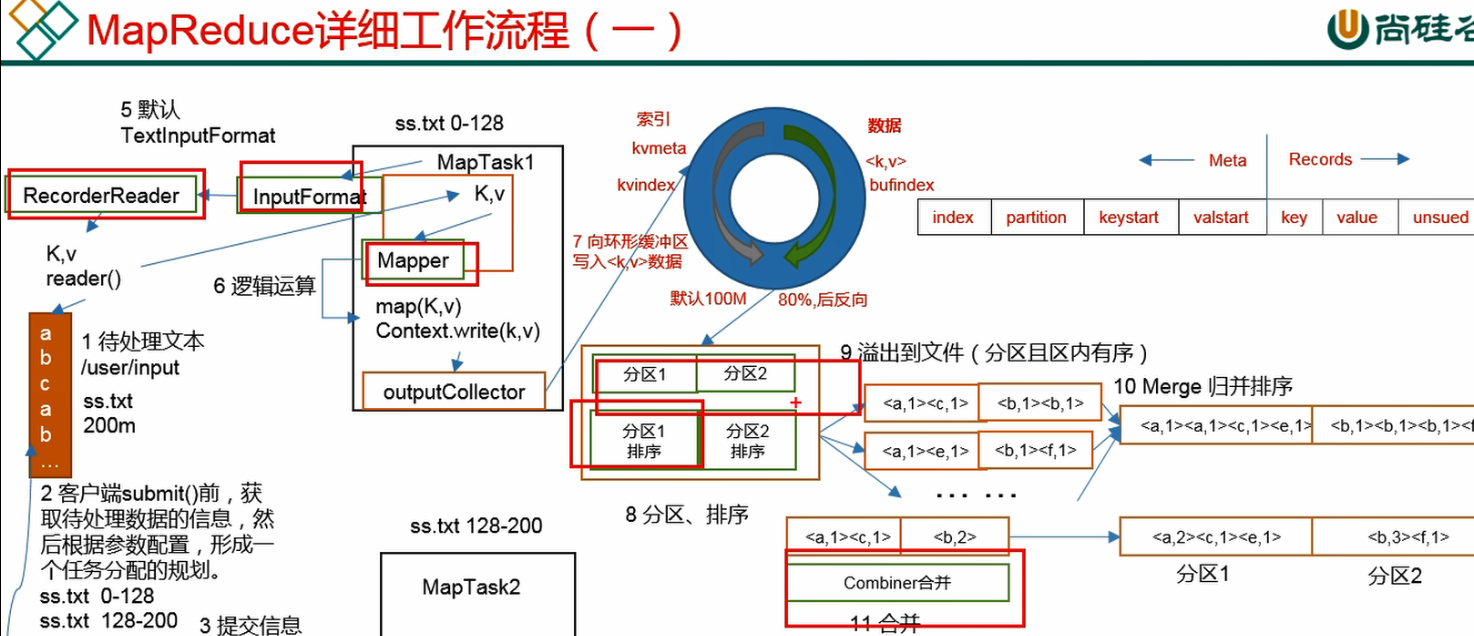 MapReduce详细工作流程（一）
尚硅谷
5 默认
TextInputFormat
ss.txt 0-128
MapTask1
RecorderReader
InputFormat
K,v
K,v
reader()
Mapper
6 逻辑运算
map(K,v)
Context.write(k,v)
outputCollector
a
b
c
a
b
...
1 待处理文本
/user/input
ss.txt
200m
2 客户端submit()前，获
取待处理数据的信息，然
后根据参数配置，形成一
个任务分配的规划。
ss.txt 0-128
ss.txt 128-200
3 提交信息
ss.txt 128-200
MapTask2
索引
kvmeta
kvindex
数据
<k,v>
bufindex
7 向环形缓冲区
写入<k,v>数据
默认100M
80%,后反向
Meta
Records
index
partition
keystart
valstart
key
value
unsued
分区1
分区2
分区1
排序
分区2
排序
8 分区、排序
9 溢出到文件（分区且区内有序）
<a,1><c,1>
<b,1><b,1>
<a,1><e,1>
<b,1><f,1>
... ...
10 Merge 归并排序
<a,1><a,1><c,1><e,1>
<b,1><b,1><b,1><f
<a,1><c,1>
<b,2>
Combiner合并
11 合并
<a,2><c,1><e,1>
<b,3><f,1>
分区1
分区2